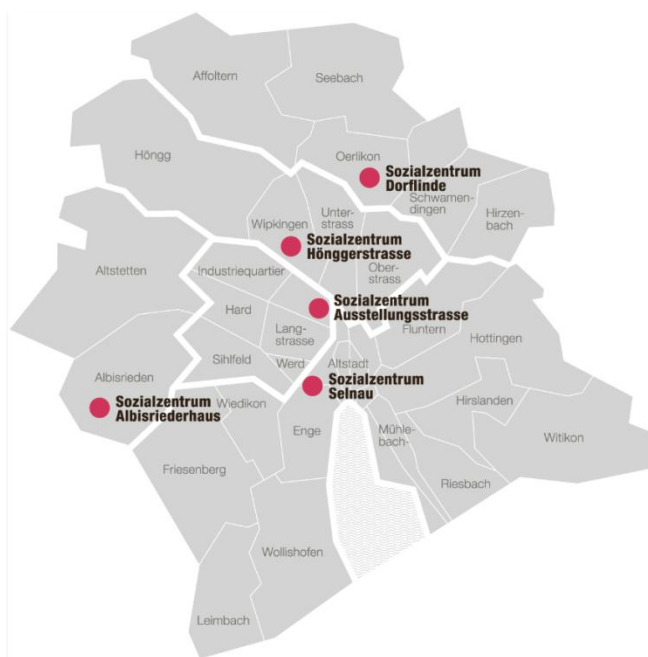 Affoltern
Seebach
Höngg
Oerlikon
Sozialzentrum
Dorflinde
Schwamen-
dingen
Hirzen-
bach
Unter-
strass
Wipkingen
Sozialzentrum
Hönggerstrasse
Altstetten
Industriequartier
Ober-
strass
Hard
Sozialzentrum
Ausstellungsstrasse
Fluntern
Hottingen
Lang-
strasse
Sihlfeld
Werd
Altstadt
Albisrieden
Sozialzentrum
Selnau
Sozialzentrum
Albisriederhaus
Wiedikon
Hirslanden
Enge
Mühle-
bach-
Witikon
Friesenberg
Riesbach
Wollishofen
Leimbach